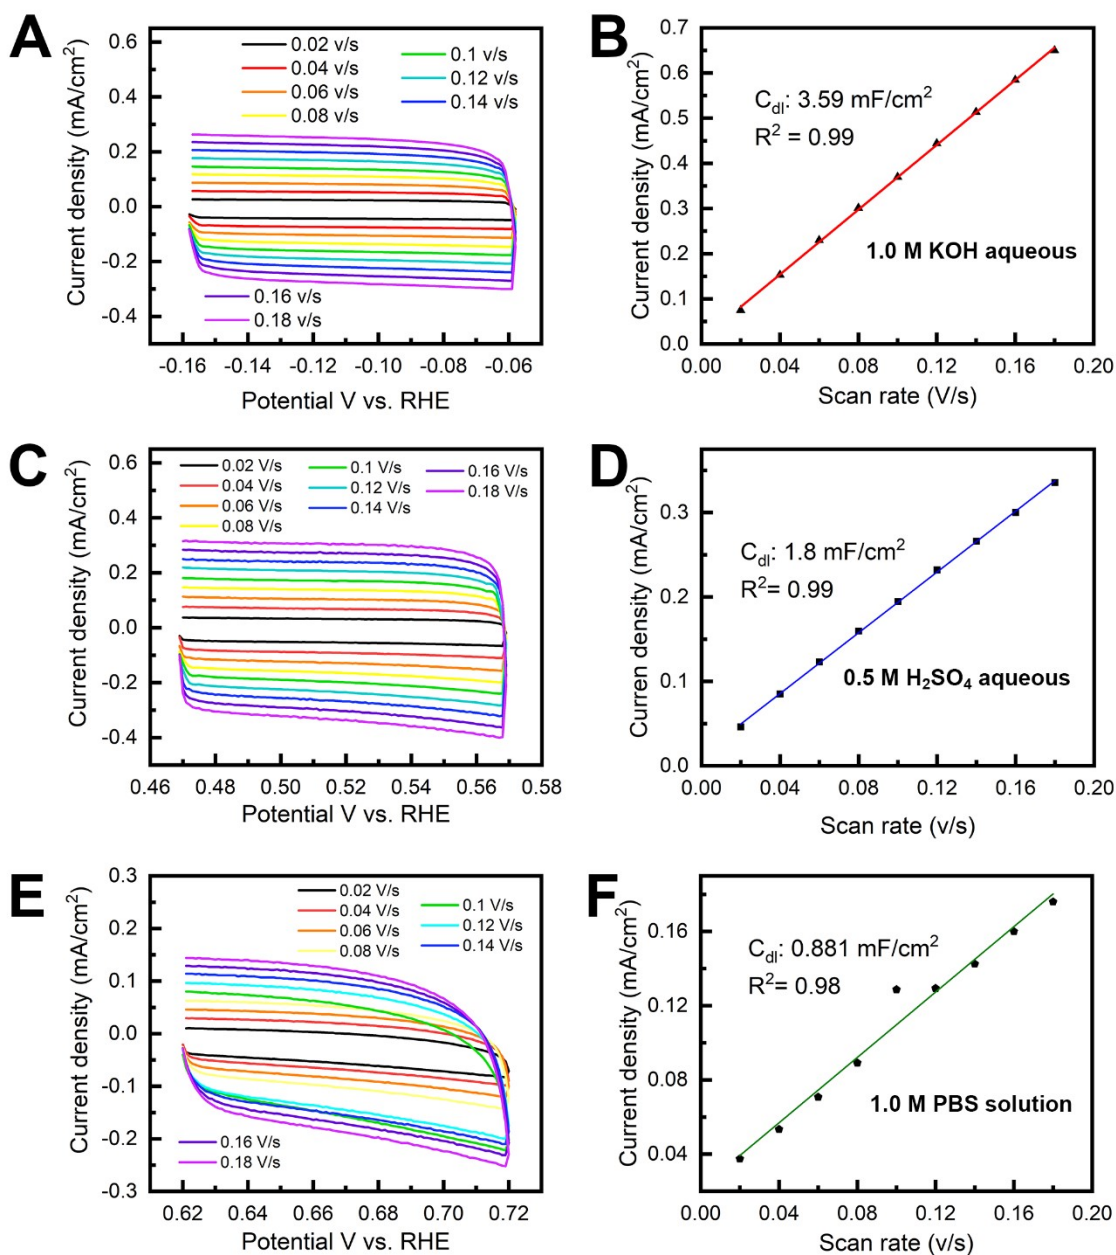 A
Current density (mA/cm²)
0.6
0.4
0.2
0.0
-0.2
-0.4
0.02 v/s
0.04 v/s
0.06 v/s
0.08 v/s
0.1 v/s
0.12 v/s
0.14 v/s
0.16 v/s
0.18 v/s
-0.16 -0.14 -0.12 -0.10 -0.08 -0.06
Potential V vs. RHE
B
Current density (mA/cm²)
0.7
0.6
0.5
0.4
0.3
0.2
0.1
0.0
C_dl: 3.59 mF/cm²
R² = 0.99
1.0 M KOH aqueous
0.00 0.04 0.08 0.12 0.16 0.20
Scan rate (V/s)
C
Current density (mA/cm²)
0.6
0.4
0.2
0.0
-0.2
-0.4
0.02 V/s
0.04 V/s
0.06 V/s
0.08 V/s
0.1 V/s
0.12 V/s
0.14 V/s
0.16 V/s
0.18 V/s
0.46 0.48 0.50 0.52 0.54 0.56 0.58
Potential V vs. RHE
D
Curren density (mA/cm²)
0.3
0.2
0.1
0.0
C_dl: 1.8 mF/cm²
R²= 0.99
0.5 M H₂SO₄ aqueous
0.00 0.04 0.08 0.12 0.16 0.20
Scan rate (v/s)
E
Current density (mA/cm²)
0.3
0.2
0.1
0.0
-0.1
-0.2
-0.3
0.02 V/s
0.04 V/s
0.06 V/s
0.08 V/s
0.1 V/s
0.12 V/s
0.14 V/s
0.16 V/s
0.18 V/s
0.62 0.64 0.66 0.68 0.70 0.72
Potential V vs. RHE
F
Current density (mA/cm²)
0.16
0.12
0.08
0.04
C_dl: 0.881 mF/cm²
R²= 0.98
1.0 M PBS solution
0.00 0.04 0.08 0.12 0.16 0.20
Scan rate (v/s)